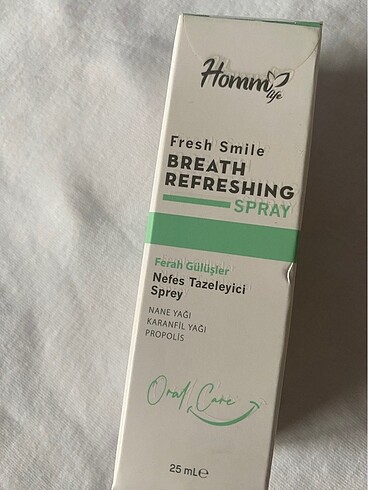 Homm
life
Fresh Smile
BREATH
REFRESHING
SPRAY
Ferah Gülüşler
Nefes Tazeleyici
Sprey
NANE YAĞI
KARANFİL YAĞI
PROPOLİS
Oral Care
25 mL℮